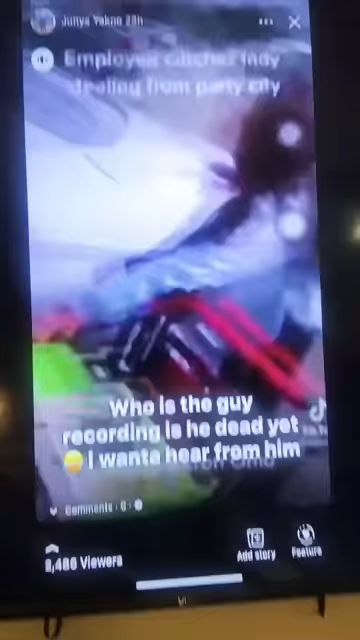 Junya Yakno 23h
Employee catches lady
stealing from party city
Who is the guy
recording is he dead yet
I wanta hear from him
Comments · 0 ·
Add story
Feature